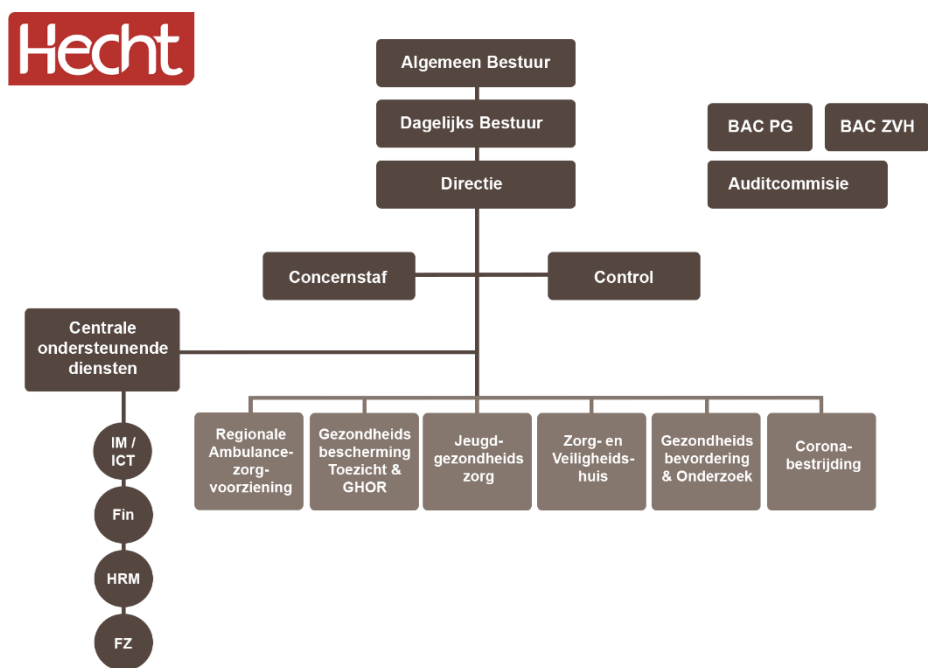 Hecht
Algemeen Bestuur
Dagelijks Bestuur
Directie
BAC PG
BAC ZVH
Auditcommisie
Concernstaf
Control
Centrale
ondersteunende
diensten
IM /
ICT
Fin
HRM
FZ
Regionale
Ambulance-
zorg-
voorziening
Gezondheids
bescherming
Toezicht &
GHOR
Jeugd-
gezondheids
zorg
Zorg- en
Veiligheids-
huis
Gezondheids
bevordering
& Onderzoek
Corona-
bestrijding